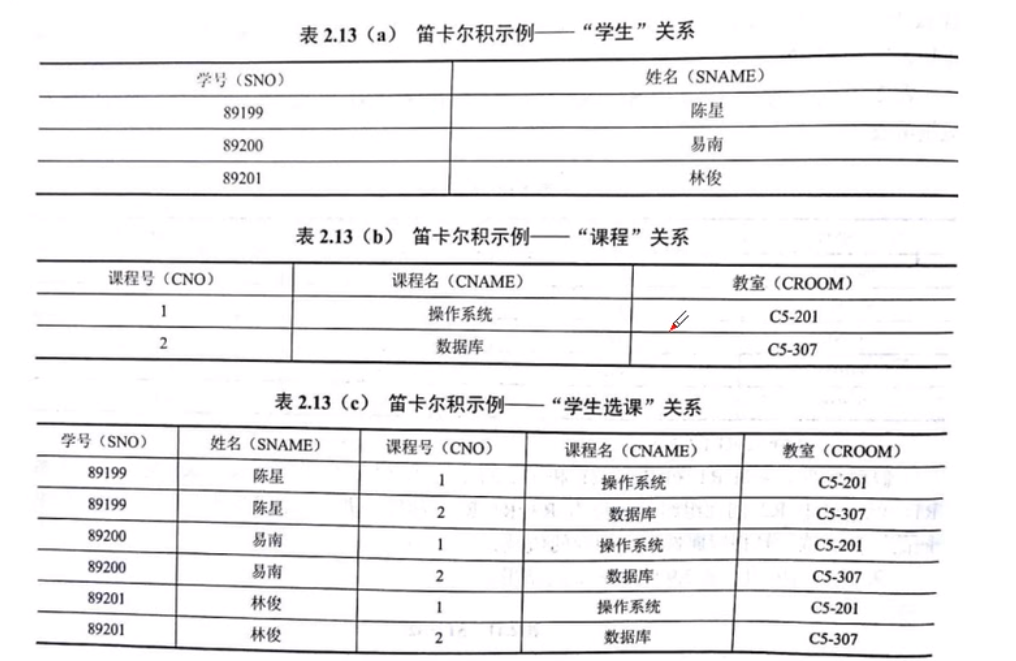 表 2.13（a） 笛卡尔积示例——“学生”关系
学号（SNO） 姓名（SNAME）
89199 陈星
89200 易南
89201 林俊
表 2.13（b） 笛卡尔积示例——“课程”关系
课程号（CNO） 课程名（CNAME） 教室（CROOM）
1 操作系统 C5-201
2 数据库 C5-307
表 2.13（c） 笛卡尔积示例——“学生选课”关系
学号（SNO） 姓名（SNAME） 课程号（CNO） 课程名（CNAME） 教室（CROOM）
89199 陈星 1 操作系统 C5-201
89199 陈星 2 数据库 C5-307
89200 易南 1 操作系统 C5-201
89200 易南 2 数据库 C5-307
89201 林俊 1 操作系统 C5-201
89201 林俊 2 数据库 C5-307